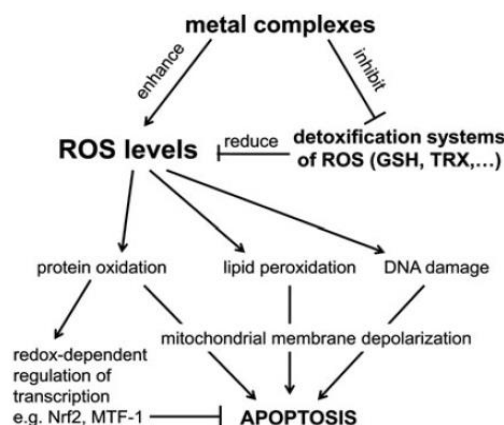 metal complexes
enhance
inhibit
ROS levels
reduce
detoxification systems
of ROS (GSH, TRX,...)
protein oxidation
lipid peroxidation
DNA damage
mitochondrial membrane depolarization
redox-dependent
regulation of
transcription
e.g. Nrf2, MTF-1
APOPTOSIS